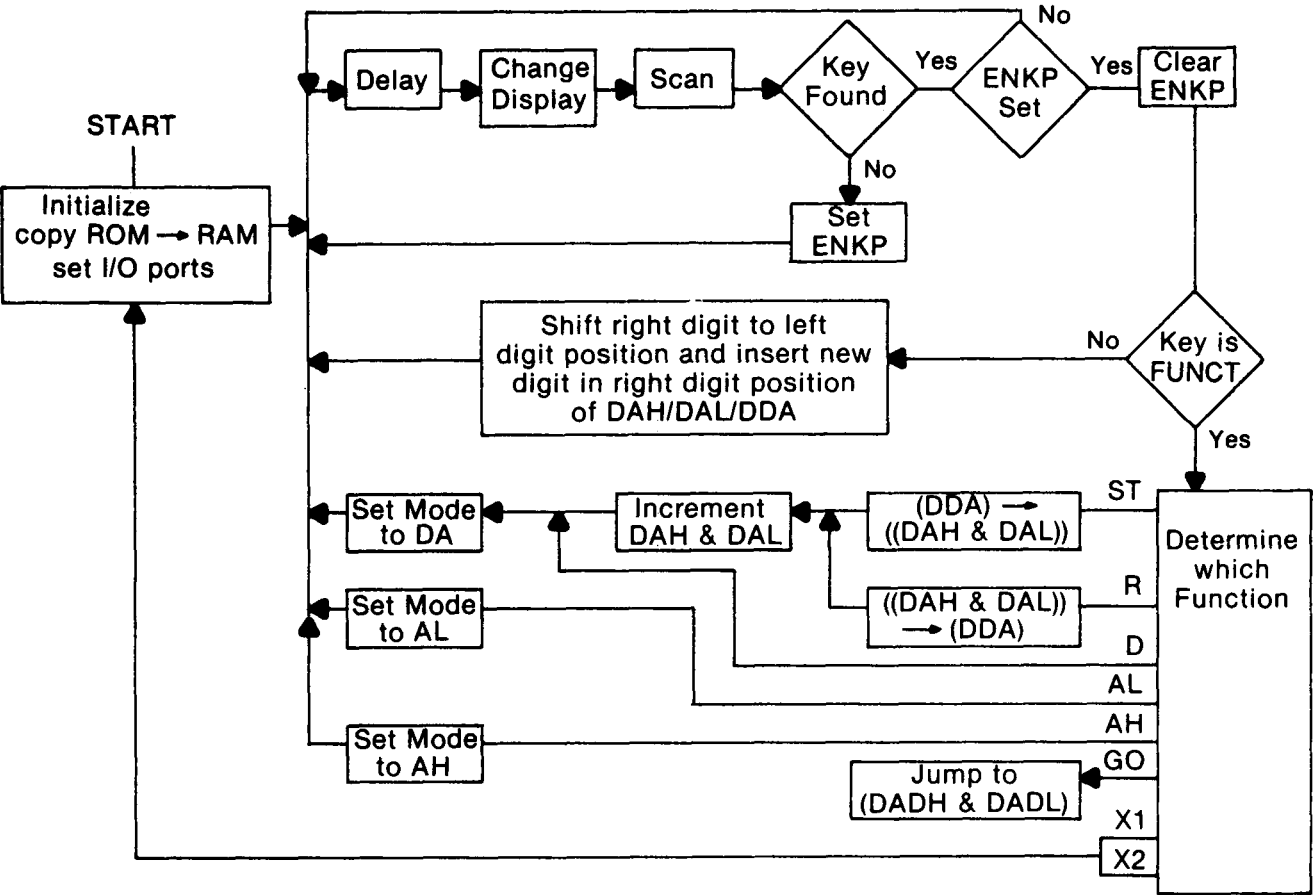 No
Delay
Change
Display
Scan
Key
Found
Yes
ENKP
Set
Yes
Clear
ENKP
START
No
Initialize
copy ROM → RAM
set I/O ports
Set
ENKP
Shift right digit to left
digit position and insert new
digit in right digit position
of DAH/DAL/DDA
No
Key is
FUNCT
Yes
Set Mode
to DA
Increment
DAH & DAL
(DDA) →
((DAH & DAL))
ST
Determine
which
Function
Set Mode
to AL
((DAH & DAL))
→ (DDA)
R
D
AL
AH
Set Mode
to AH
GO
Jump to
(DADH & DADL)
X1
X2